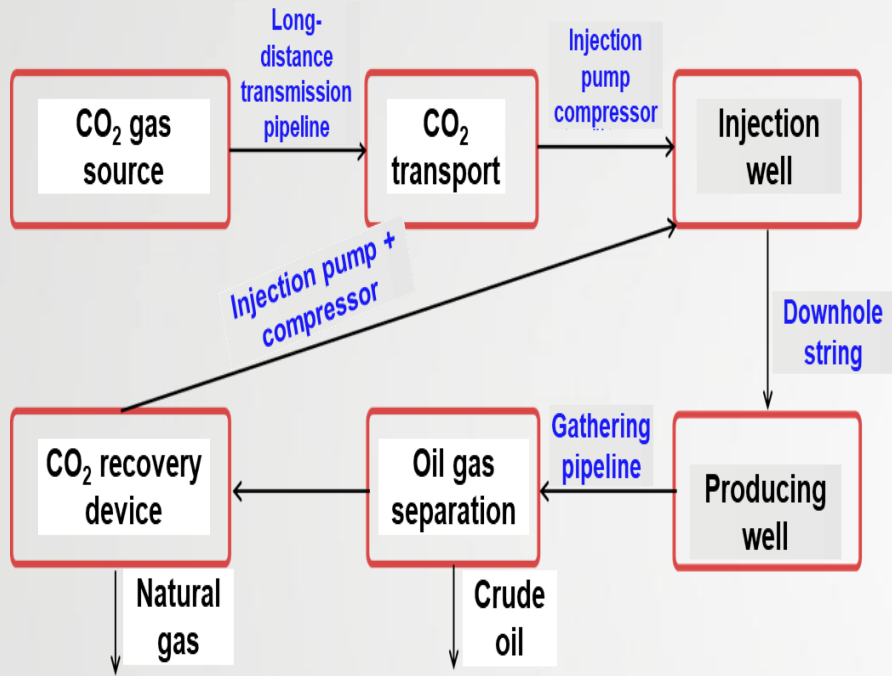 Long-
distance
transmission
pipeline
Injection
pump
compressor
CO₂ gas
source
CO₂
transport
Injection
well
Injection pump +
compressor
Downhole
string
CO₂ recovery
device
Oil gas
separation
Gathering
pipeline
Producing
well
Natural
gas
Crude
oil